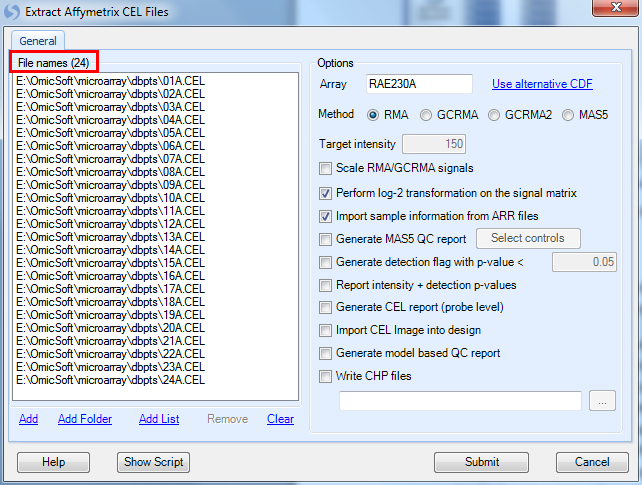 Extract Affymetrix CEL Files
General
File names (24)
E:\OmicSoft\microarray\dbpts\01A.CEL
E:\OmicSoft\microarray\dbpts\02A.CEL
E:\OmicSoft\microarray\dbpts\03A.CEL
E:\OmicSoft\microarray\dbpts\04A.CEL
E:\OmicSoft\microarray\dbpts\05A.CEL
E:\OmicSoft\microarray\dbpts\06A.CEL
E:\OmicSoft\microarray\dbpts\07A.CEL
E:\OmicSoft\microarray\dbpts\08A.CEL
E:\OmicSoft\microarray\dbpts\09A.CEL
E:\OmicSoft\microarray\dbpts\10A.CEL
E:\OmicSoft\microarray\dbpts\11A.CEL
E:\OmicSoft\microarray\dbpts\12A.CEL
E:\OmicSoft\microarray\dbpts\13A.CEL
E:\OmicSoft\microarray\dbpts\14A.CEL
E:\OmicSoft\microarray\dbpts\15A.CEL
E:\OmicSoft\microarray\dbpts\16A.CEL
E:\OmicSoft\microarray\dbpts\17A.CEL
E:\OmicSoft\microarray\dbpts\18A.CEL
E:\OmicSoft\microarray\dbpts\19A.CEL
E:\OmicSoft\microarray\dbpts\20A.CEL
E:\OmicSoft\microarray\dbpts\21A.CEL
E:\OmicSoft\microarray\dbpts\22A.CEL
E:\OmicSoft\microarray\dbpts\23A.CEL
E:\OmicSoft\microarray\dbpts\24A.CEL
Add Add Folder Add List Remove Clear
Options
Array RAE230A Use alternative CDF
Method RMA GCRMA GCRMA2 MAS5
Target intensity 150
Scale RMA/GCRMA signals
Perform log-2 transformation on the signal matrix
Import sample information from ARR files
Generate MAS5 QC report Select controls
Generate detection flag with p-value < 0.05
Report intensity + detection p-values
Generate CEL report (probe level)
Import CEL Image into design
Generate model based QC report
Write CHP files
...
Help Show Script Submit Cancel